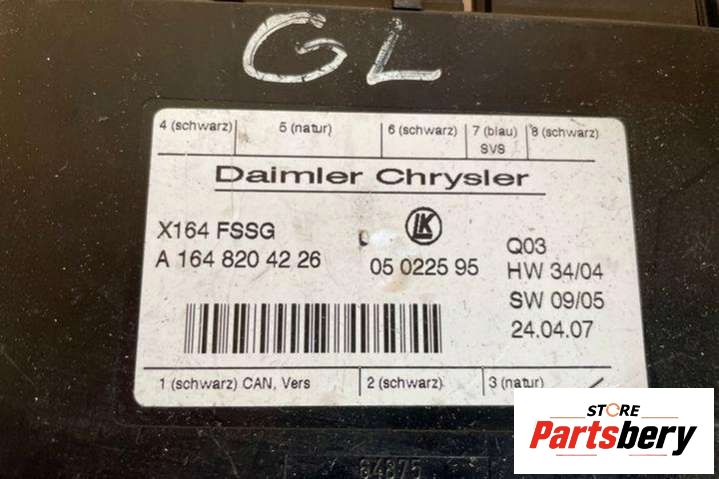 GL
4 (schwarz) 5 (natur) 6 (schwarz) 7 (blau) 8 (schwarz)
SVS
Daimler Chrysler
X164 FSSG
LK
A 164 820 42 26
05 0225 95
Q03
HW 34/04
SW 09/05
24.04.07
1 (schwarz) CAN, Vers 2 (schwarz) 3 (natur)
64875
STORE
Partsbery